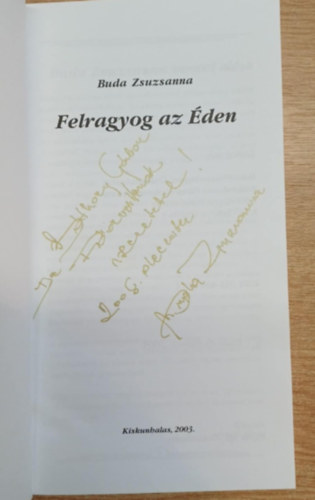 Buda Zsuzsanna
Felragyog az Éden
Dr. Gábor
szeretettel!
2008. december
Buda Zsuzsanna
Kiskunhalas, 2003.